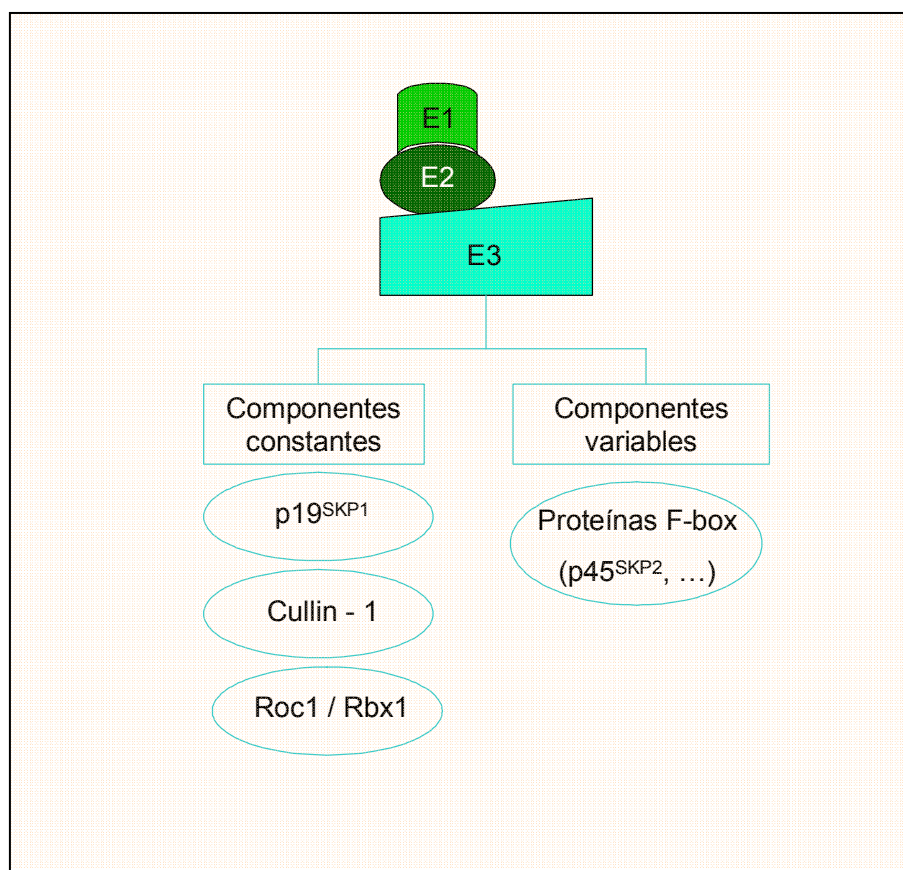 E1
E2
E3
Componentes
constantes
Componentes
variables
p19SKP1
Cullin - 1
Roc1 / Rbx1
Proteínas F-box
(p45SKP2, ...)